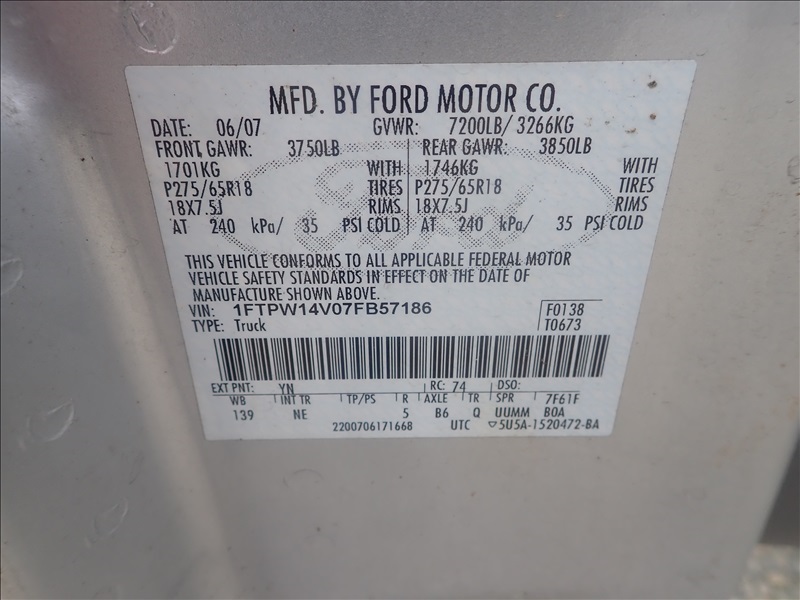 MFD. BY FORD MOTOR CO.
DATE: 06/07 GVWR: 7200LB/ 3266KG
FRONT GAWR: 3750LB REAR GAWR: 3850LB
1701KG WITH 1746KG WITH
P275/65R18 TIRES P275/65R18 TIRES
18X7.5J RIMS 18X7.5J RIMS
AT 240 kPa/ 35 PSI COLD AT 240 kPa/ 35 PSI COLD
Ford
THIS VEHICLE CONFORMS TO ALL APPLICABLE FEDERAL MOTOR
VEHICLE SAFETY STANDARDS IN EFFECT ON THE DATE OF
MANUFACTURE SHOWN ABOVE.
VIN: 1FTPW14V07FB57186 F0138
TYPE: Truck T0673
EXT PNT: YN RC: 74 DSO:
WB INT TR TP/PS R AXLE TR SPR 7F61F
139 NE 5 B6 Q UUMM B0A
2200706171668 UTC ▽5U5A-1520472-BA